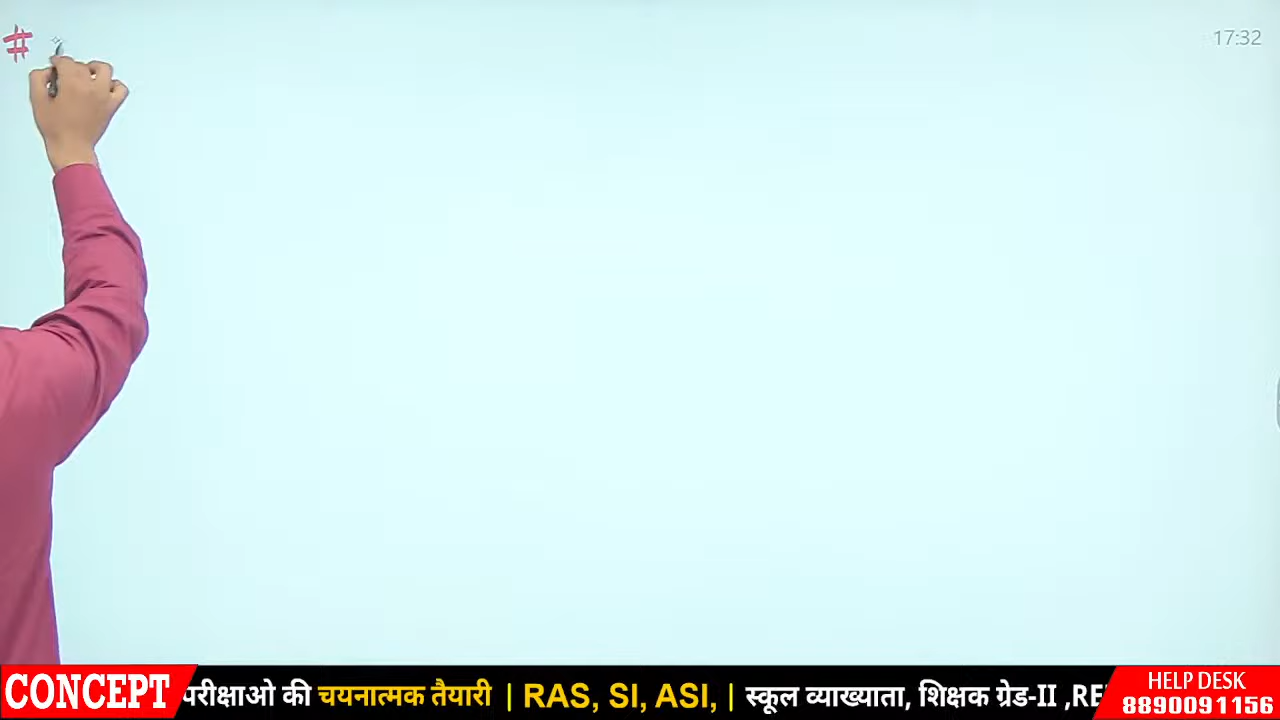 #
17:32
CONCEPT
परीक्षाओ की चयनात्मक तैयारी | RAS, SI, ASI, | स्कूल व्याख्याता, शिक्षक ग्रेड-II ,RE
HELP DESK
8890091156